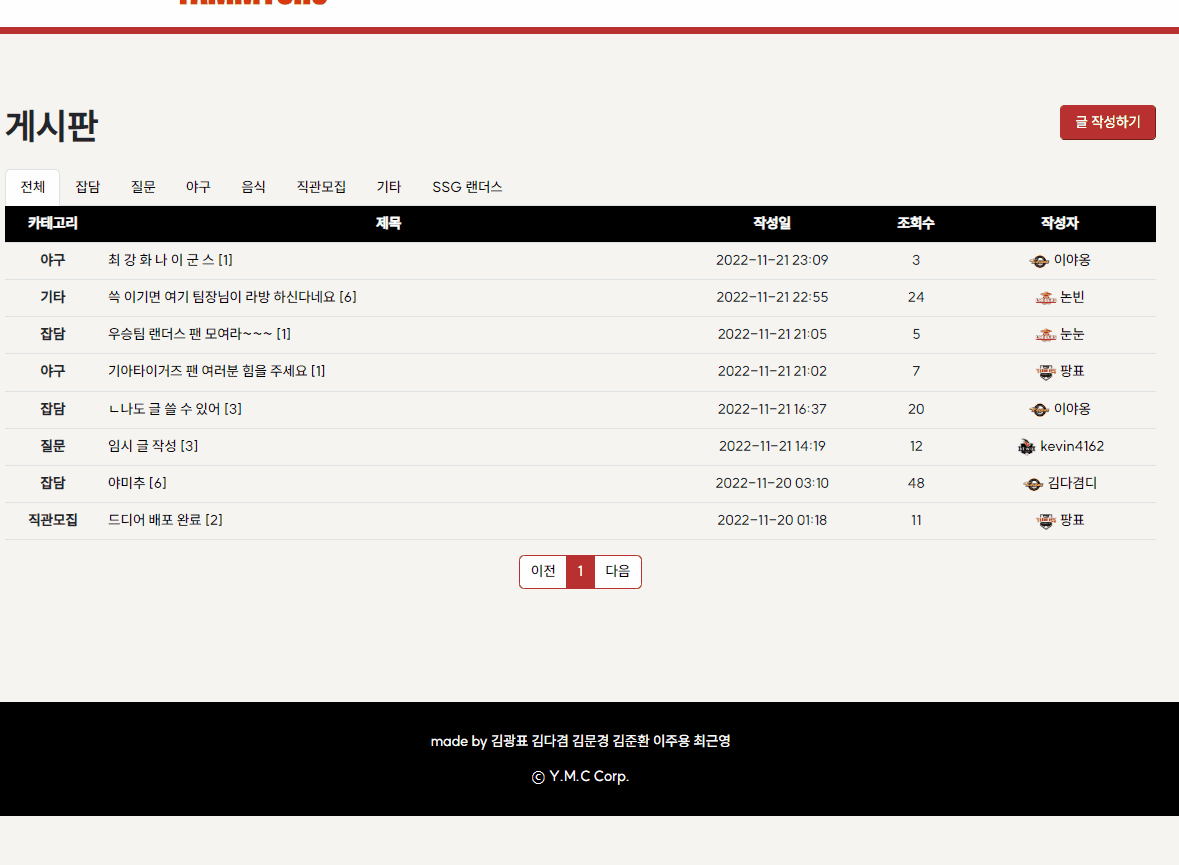 게시판
글 작성하기
전체 잡담 질문 야구 음식 직관모집 기타 SSG 랜더스
카테고리 제목 작성일 조회수 작성자
야구 최 강 화 나 이 군 스 [1] 2022-11-21 23:09 3 이야옹
기타 쓱 이기면 여기 팀장님이 라방 하신다네요 [6] 2022-11-21 22:55 24 논빈
잡담 우승팀 랜더스 팬 모여라~~~ [1] 2022-11-21 21:05 5 눈눈
야구 기아타이거즈 팬 여러분 힘을 주세요 [1] 2022-11-21 21:02 7 팡표
잡담 ㄴ나도 글 쓸 수 있어 [3] 2022-11-21 16:37 20 이야옹
질문 임시 글 작성 [3] 2022-11-21 14:19 12 kevin4162
잡담 야미추 [6] 2022-11-20 03:10 48 김다겸디
직관모집 드디어 배포 완료 [2] 2022-11-20 01:18 11 팡표
이전 1 다음
made by 김광표 김다겸 김문경 김준환 이주용 최근영
© Y.M.C Corp.